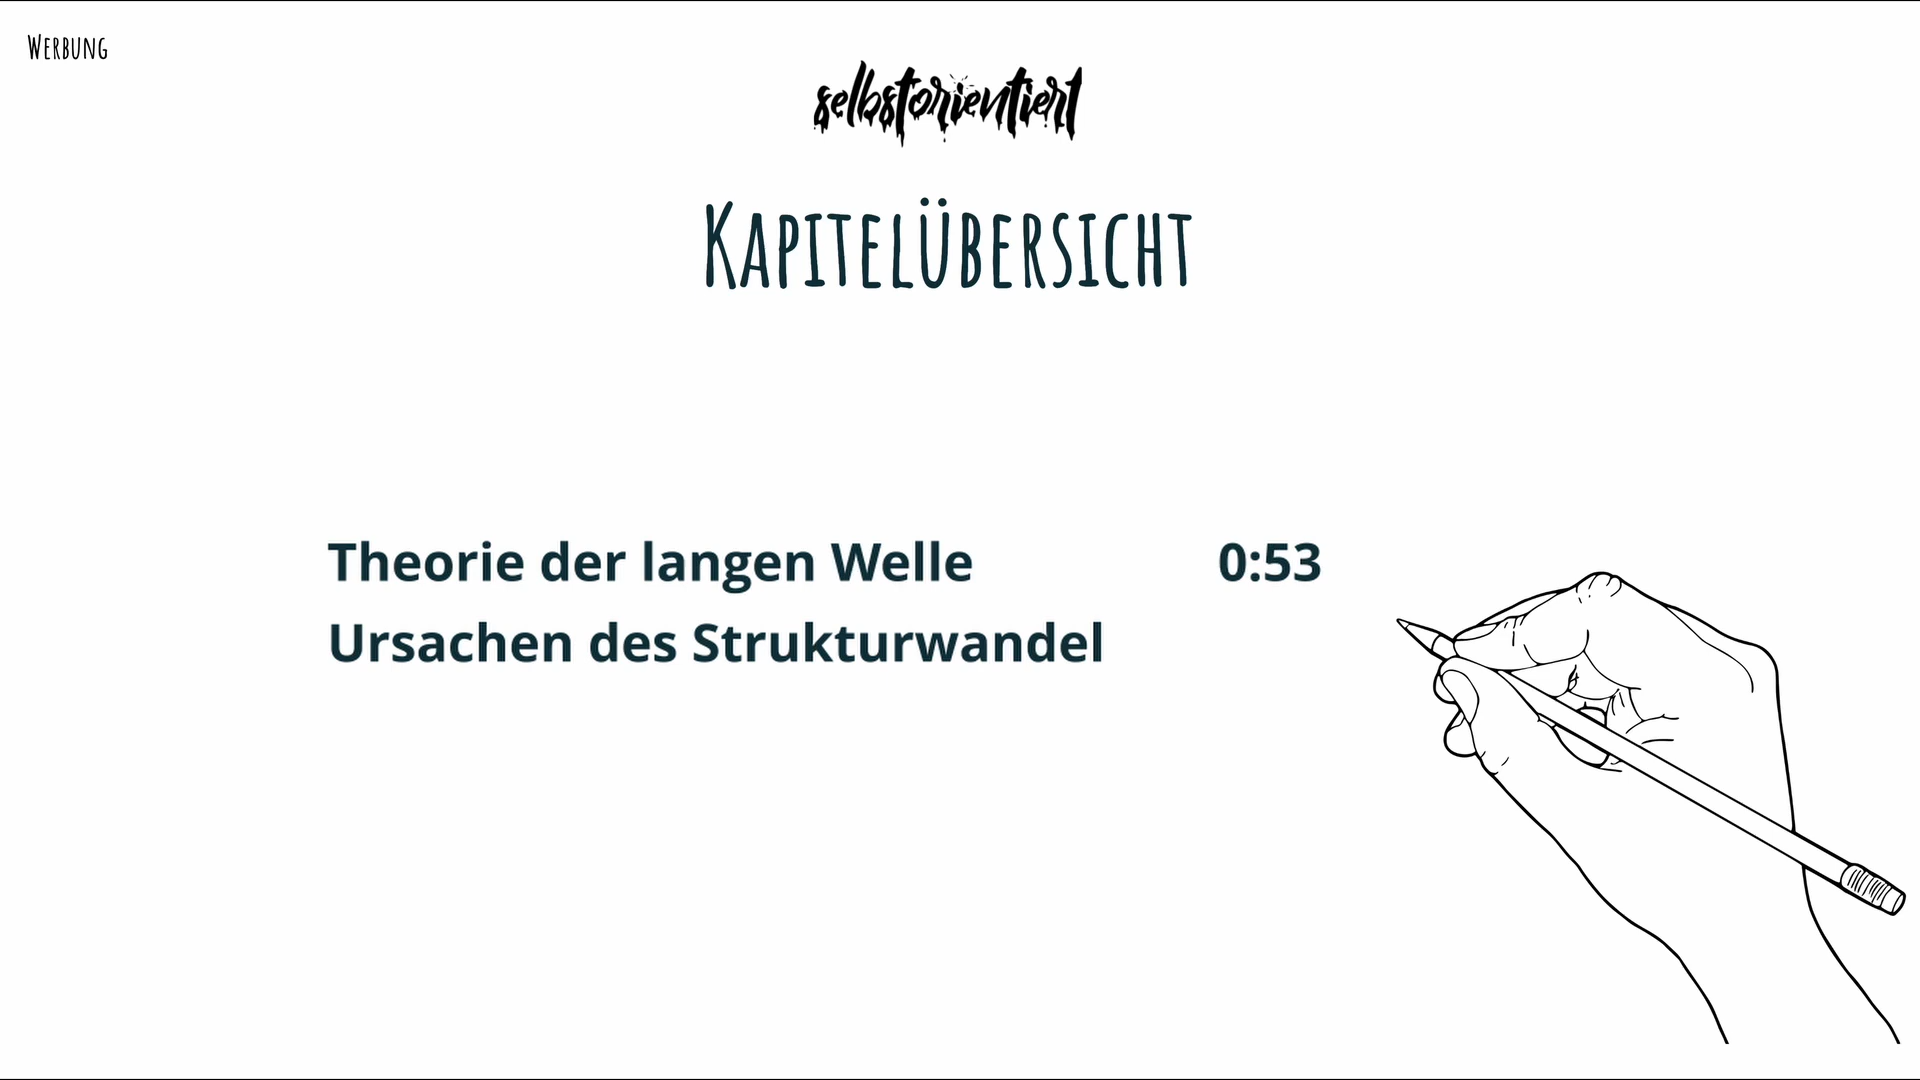 Werbung
selbstorientiert
Kapitelübersicht
Theorie der langen Welle 0:53
Ursachen des Strukturwandel